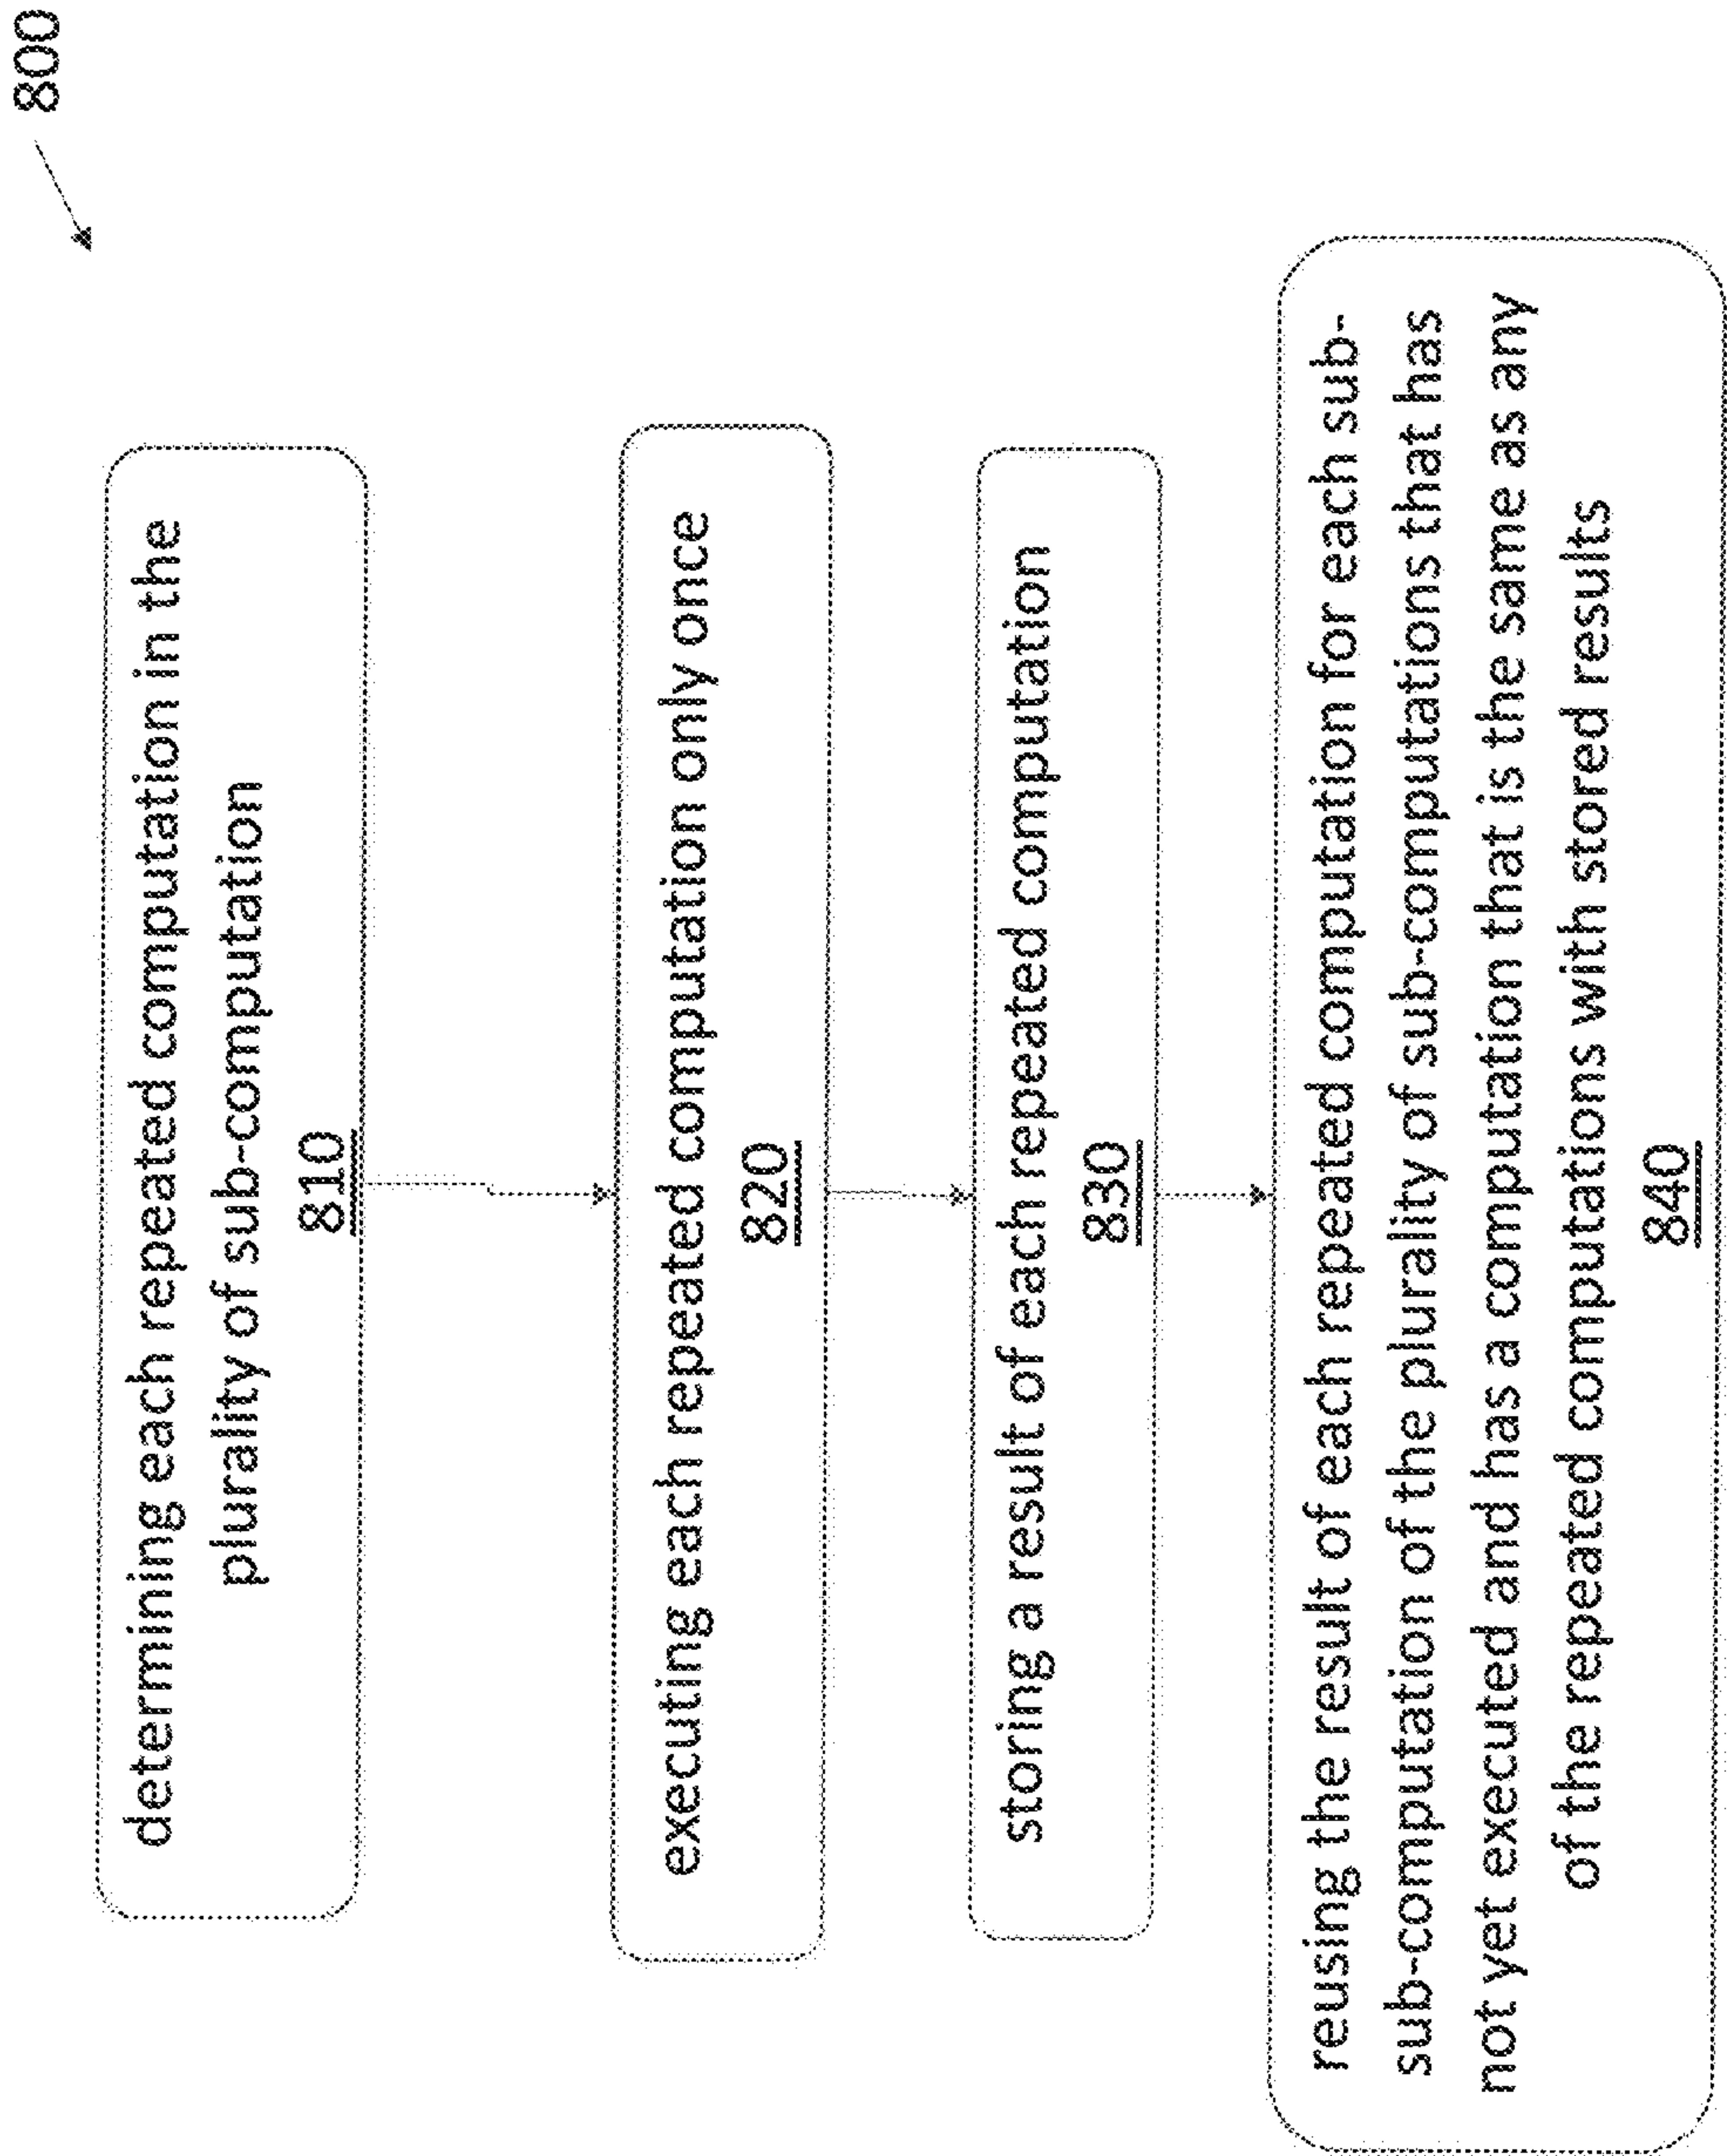 800
determining each repeated computation in the
plurality of sub-computation
810
executing each repeated computation only once
820
storing a result of each repeated computation
830
reusing the result of each repeated computation for each sub-
sub-computation of the plurality of sub-computations that has
not yet executed and has a computation that is the same as any
of the repeated computations with stored results
840